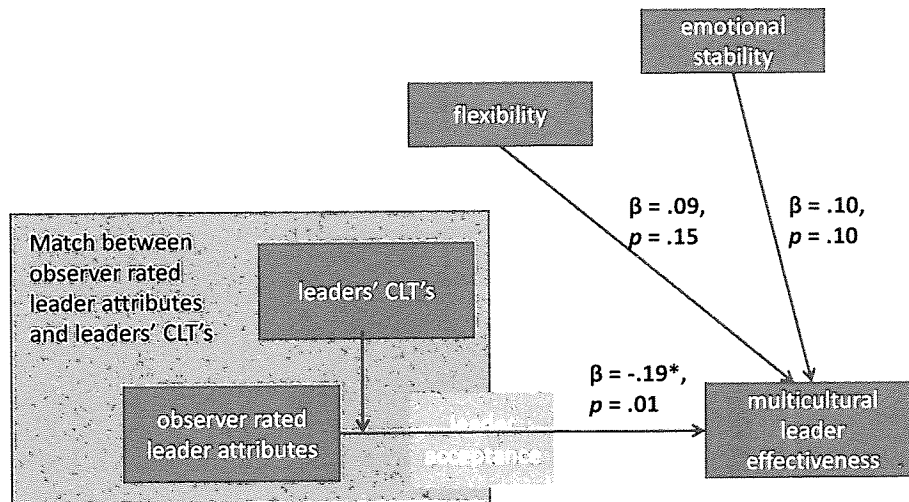 emotional
stability
flexibility
β = .09,
p = .15
β = .10,
p = .10
Match between
observer rated
leader attributes
and leaders' CLT's
leaders' CLT's
observer rated
leader attributes
acceptance
β = -.19*,
p = .01
multicultural
leader
effectiveness